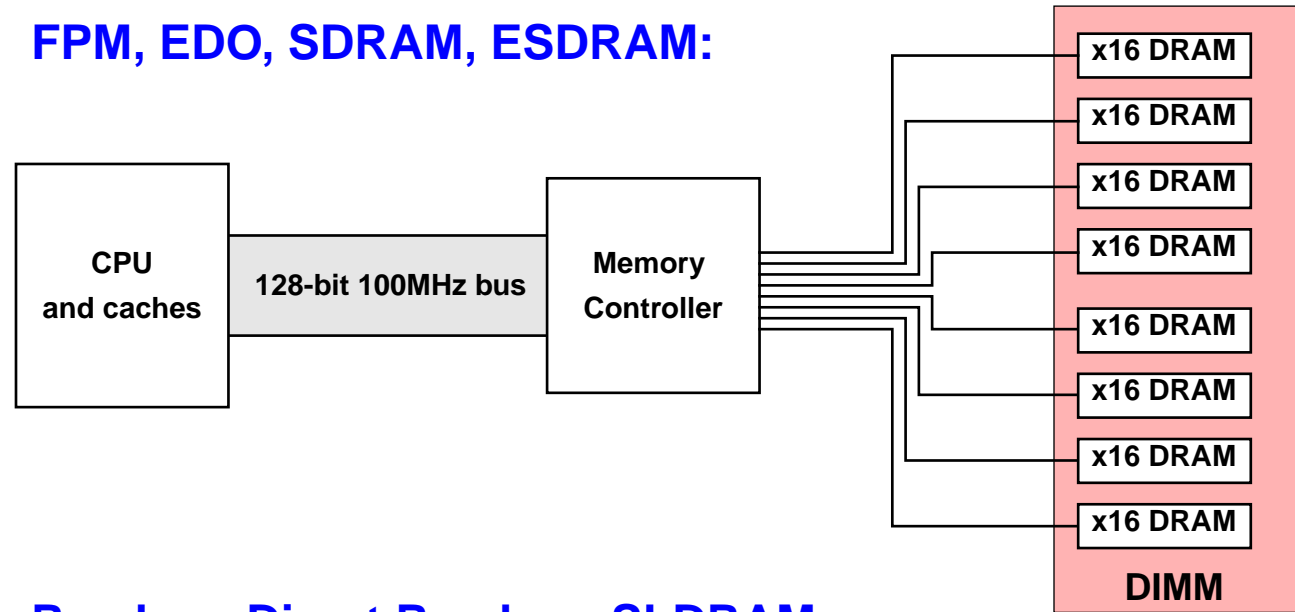 FPM, EDO, SDRAM, ESDRAM:
x16 DRAM
x16 DRAM
x16 DRAM
x16 DRAM
x16 DRAM
x16 DRAM
x16 DRAM
x16 DRAM
DIMM
CPU
and caches
128-bit 100MHz bus
Memory
Controller